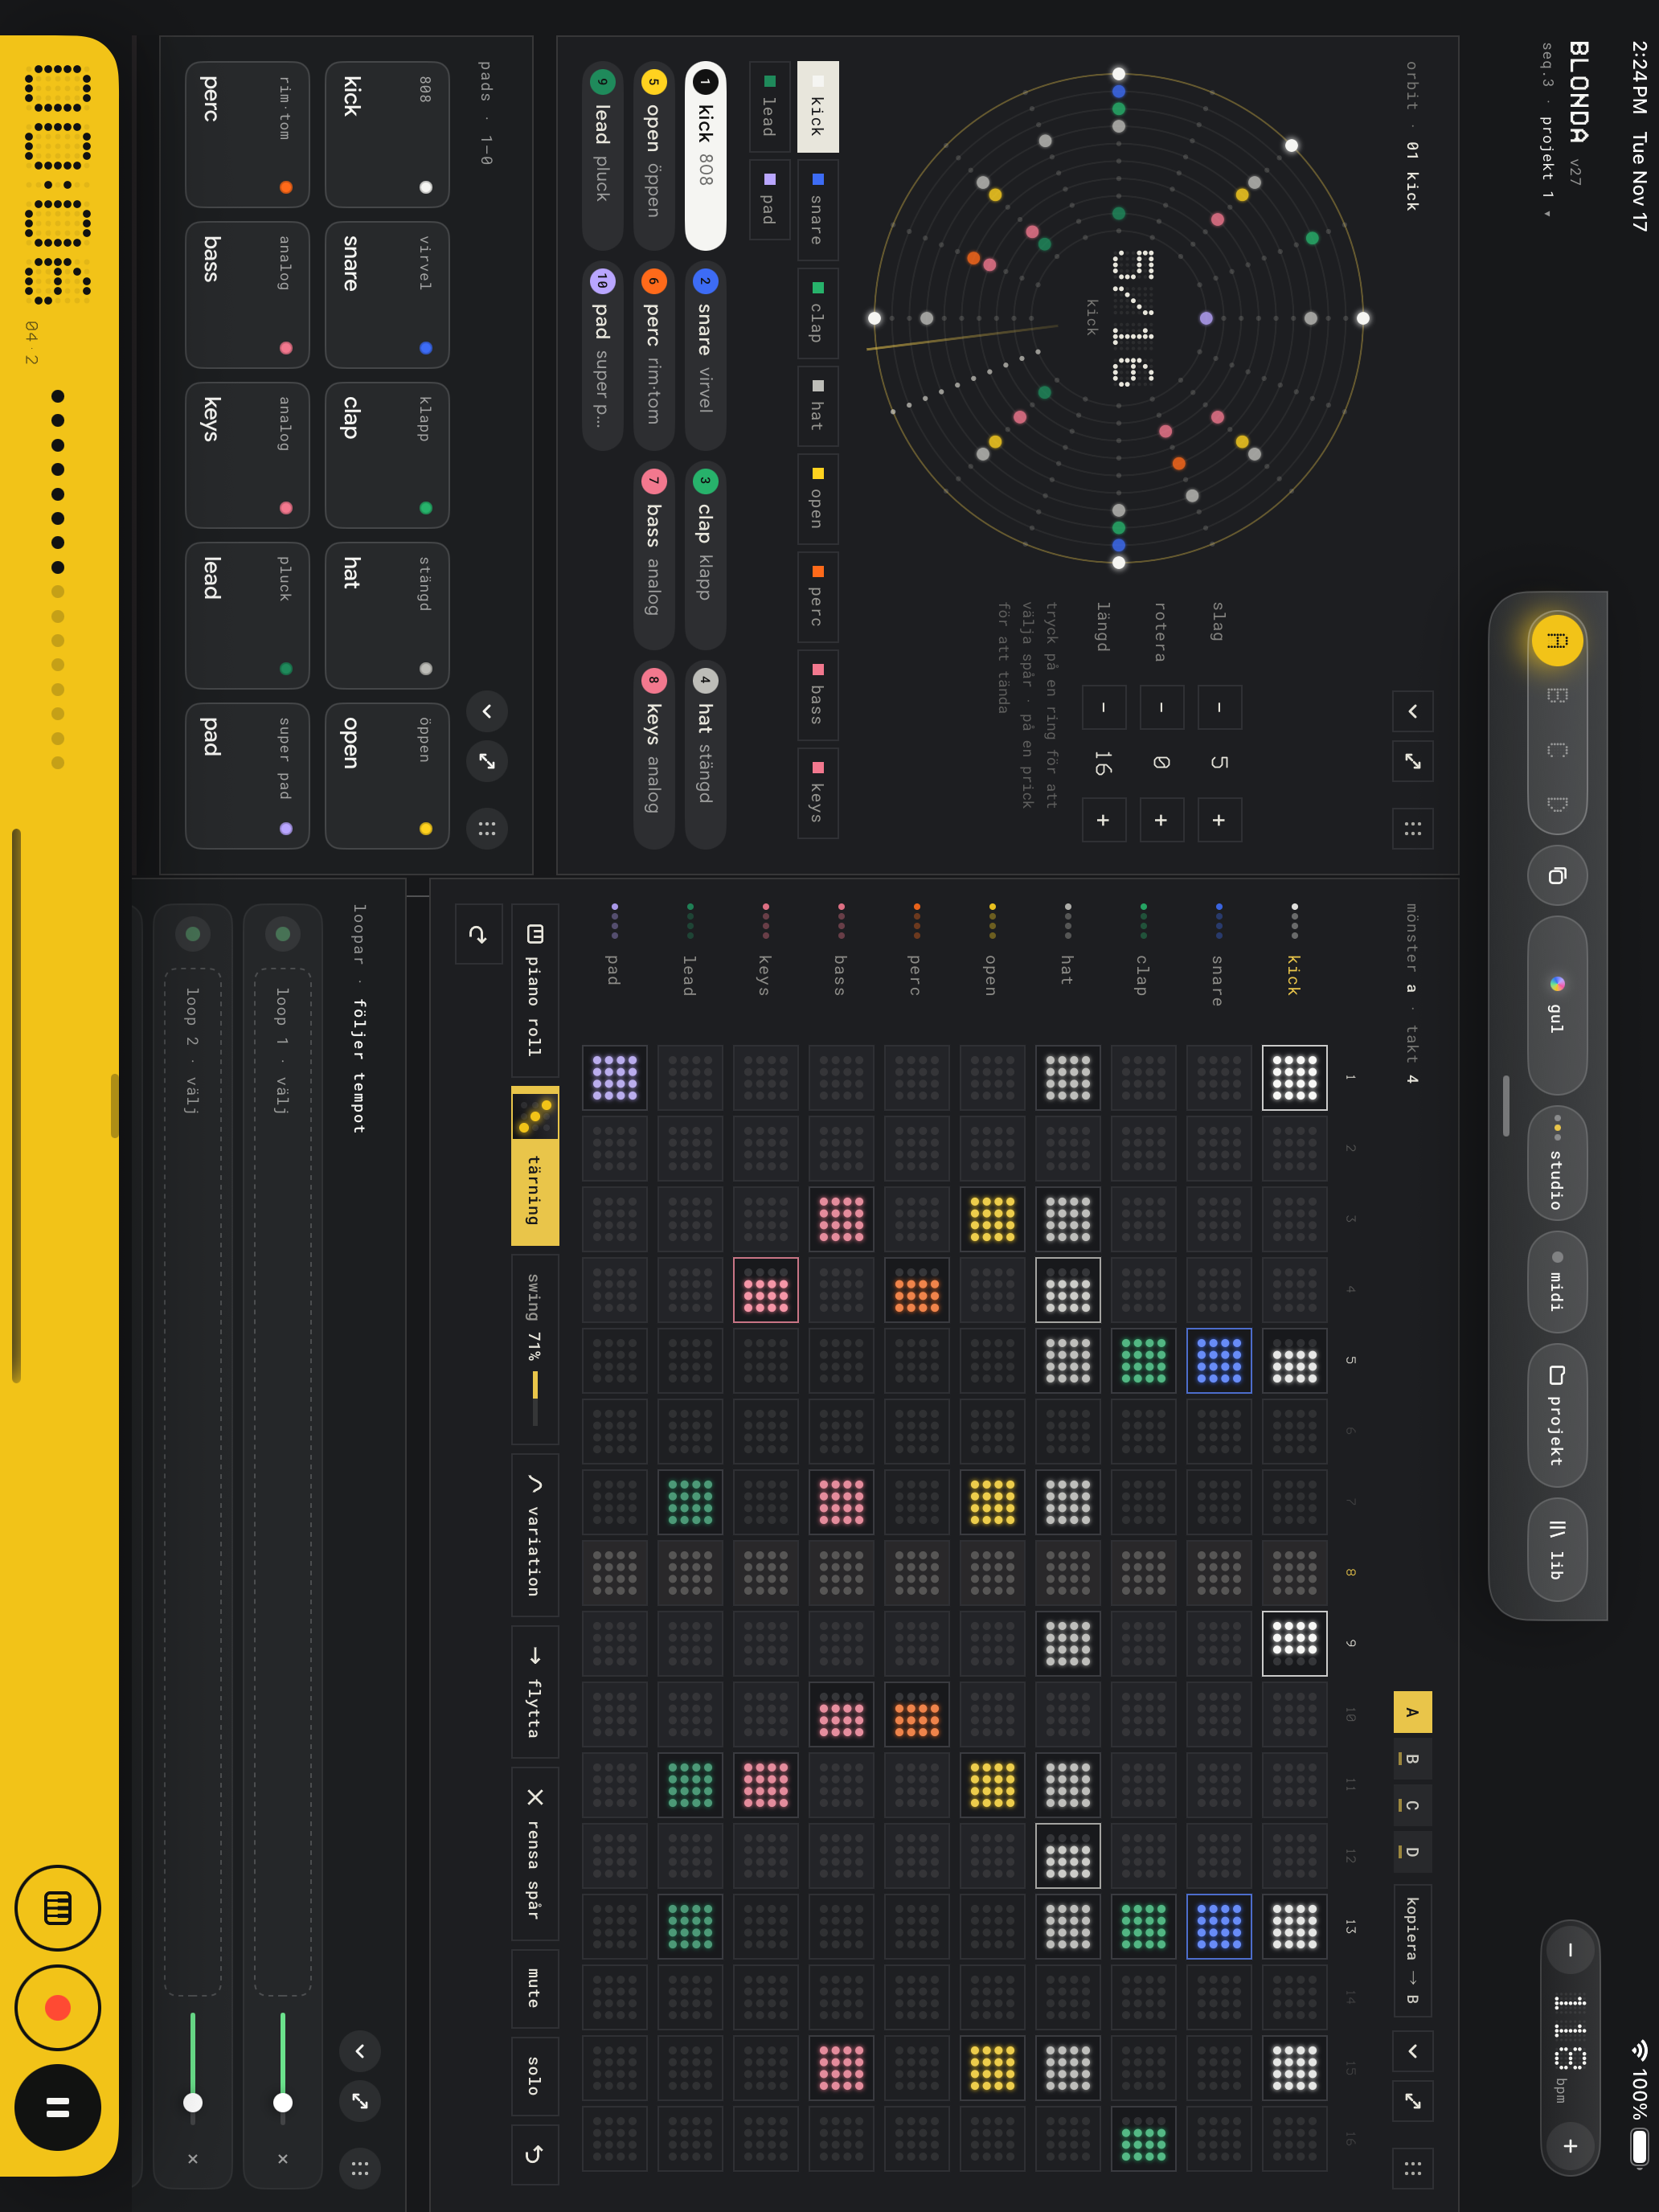 2:24 PM Tue Nov 17
100%
BLONDA v27
seq.3 · projekt 1 ▾
A B C D
gul
studio
midi
projekt
lib
− 118 bpm +
orbit · 01 kick
5/16
kick
slag − 5 +
rotera − 0 +
längd − 16 +
tryck på en ring för att
välja spår · på en prick
för att tända
kick snare clap hat open perc bass keys
lead pad
1 kick 808 2 snare virvel 3 clap klapp 4 hat stängd
5 open öppen 6 perc rim·tom 7 bass analog 8 keys analog
9 lead pluck 10 pad super p…
pads · 1–0
808 virvel klapp stängd öppen
kick snare clap hat open
rim·tom analog analog pluck super pad
perc bass keys lead pad
mönster a · takt 4
A B C D kopiera → B
1 2 3 4 5 6 7 8 9 10 11 12 13 14 15 16
kick
snare
clap
hat
open
perc
bass
keys
lead
pad
piano roll tärning swing 71% variation flytta rensa spår mute solo
loopar · följer tempot
loop 1 · välj ×
loop 2 · välj ×
04·2